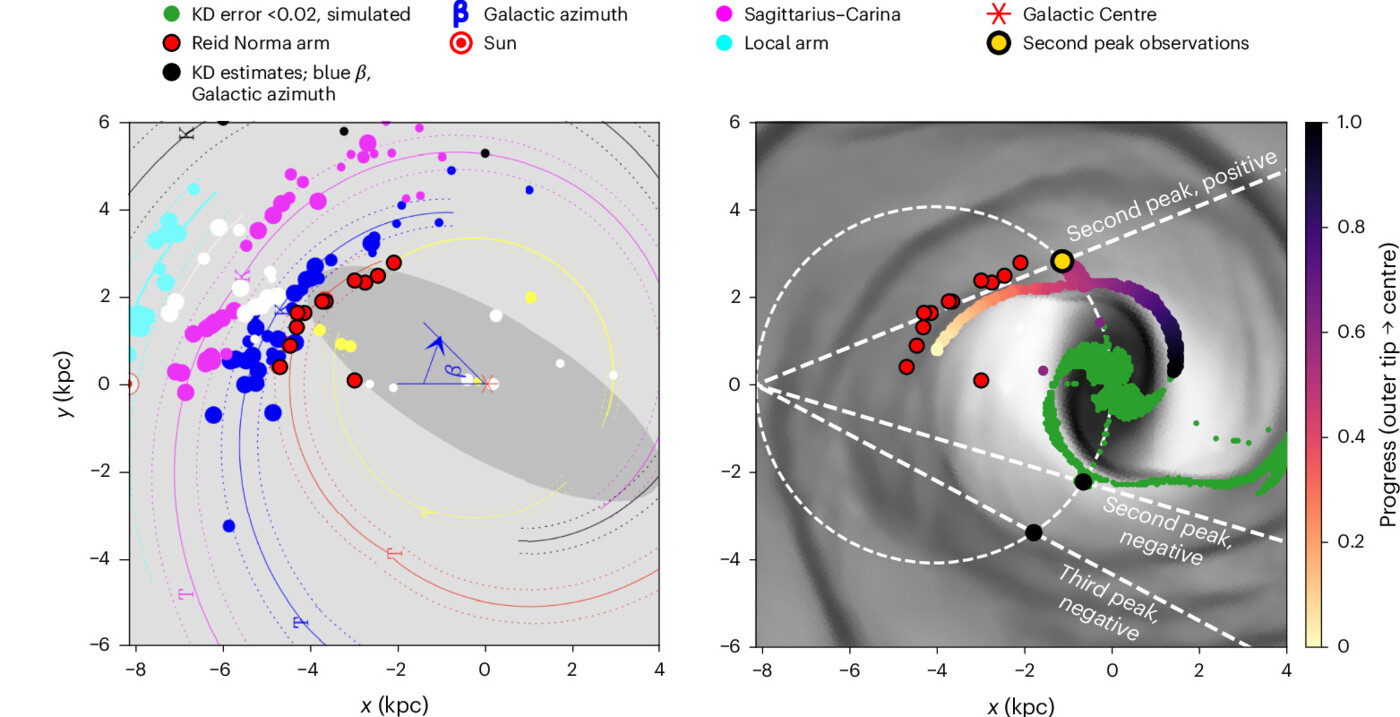 KD error <0.02, simulated
β Galactic azimuth
Sagittarius–Carina
Galactic Centre
Reid Norma arm
Sun
Local arm
Second peak observations
KD estimates; blue β,
Galactic azimuth
6
4
2
0
−2
−4
−6
y (kpc)
−8
−6
−4
−2
0
2
4
x (kpc)
K
K
K
β
T
T
T
T
6
4
2
0
−2
−4
−6
−8
−6
−4
−2
0
2
4
x (kpc)
Second peak, positive
Second peak,
negative
Third peak,
negative
1.0
0.8
0.6
0.4
0.2
0
Progress (outer tip → centre)